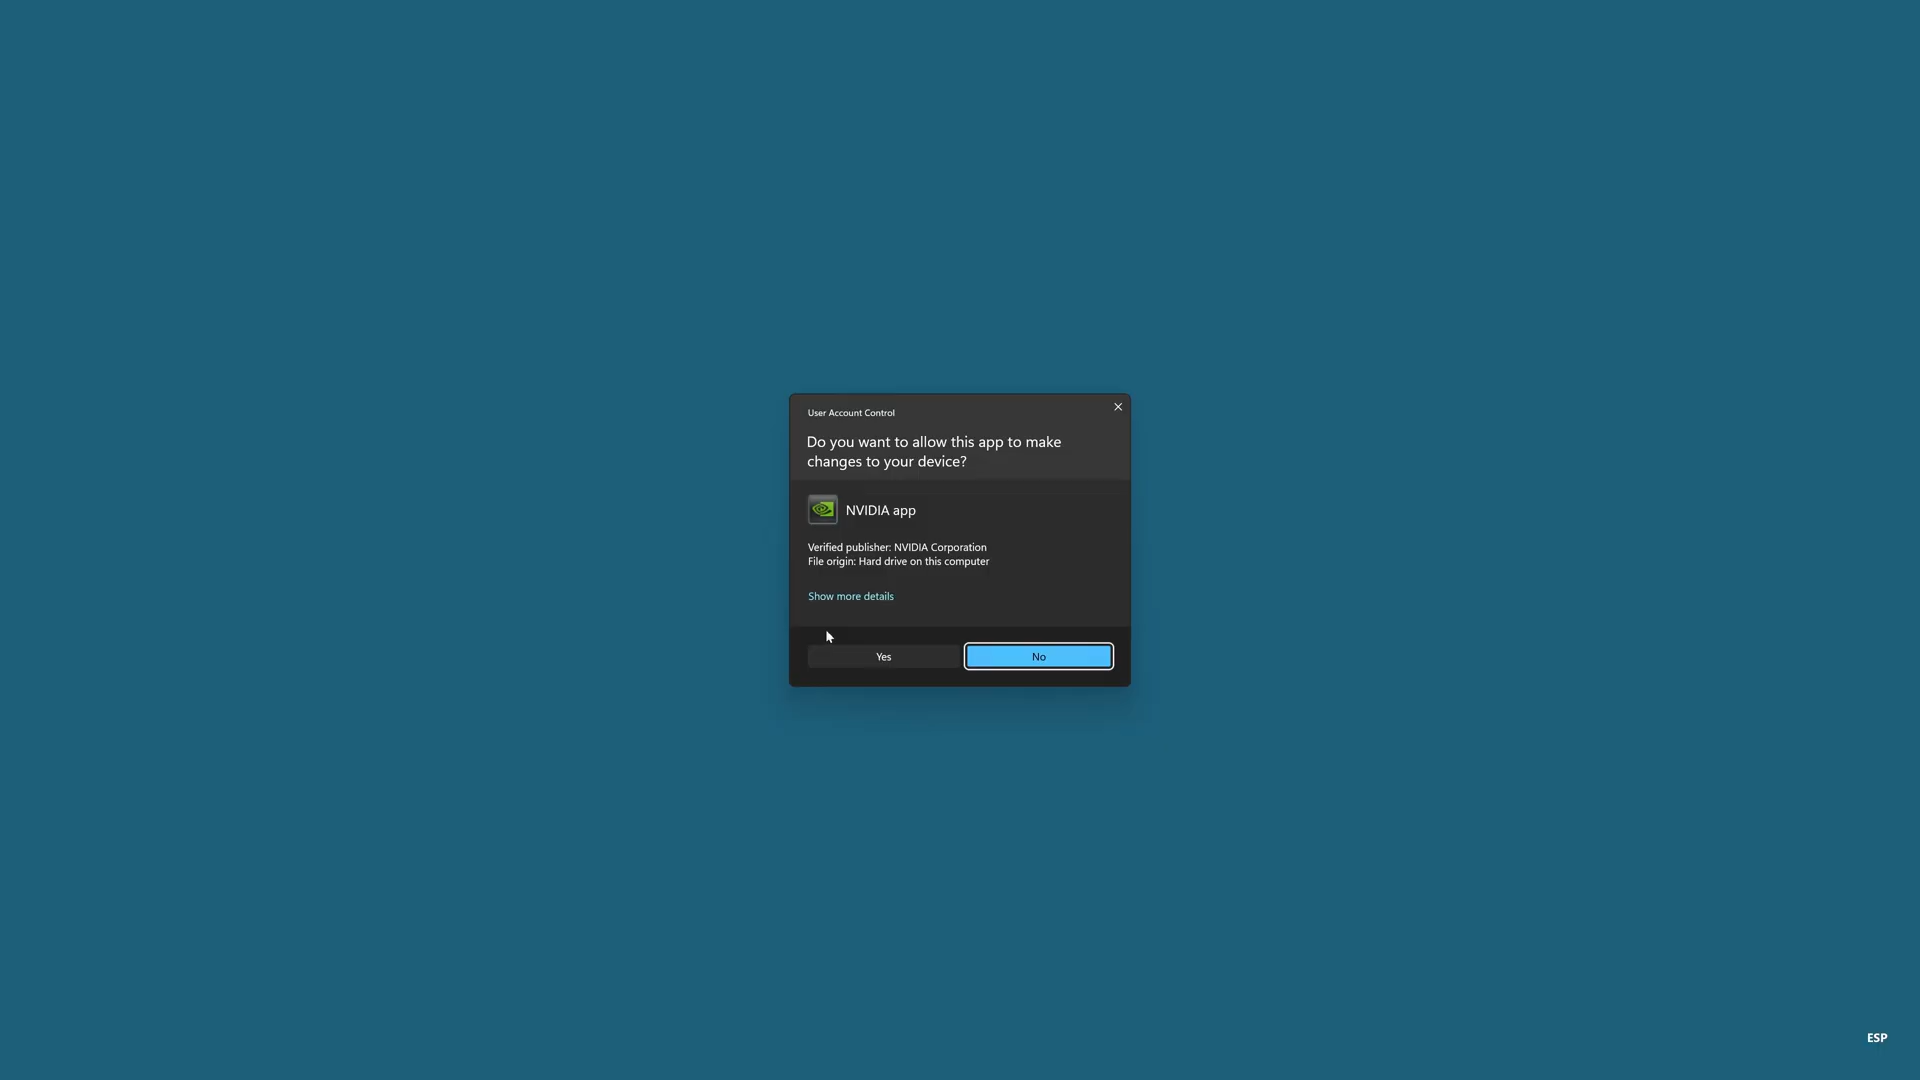 User Account Control
Do you want to allow this app to make
changes to your device?
NVIDIA app
Verified publisher: NVIDIA Corporation
File origin: Hard drive on this computer
Show more details
Yes
No
ESP